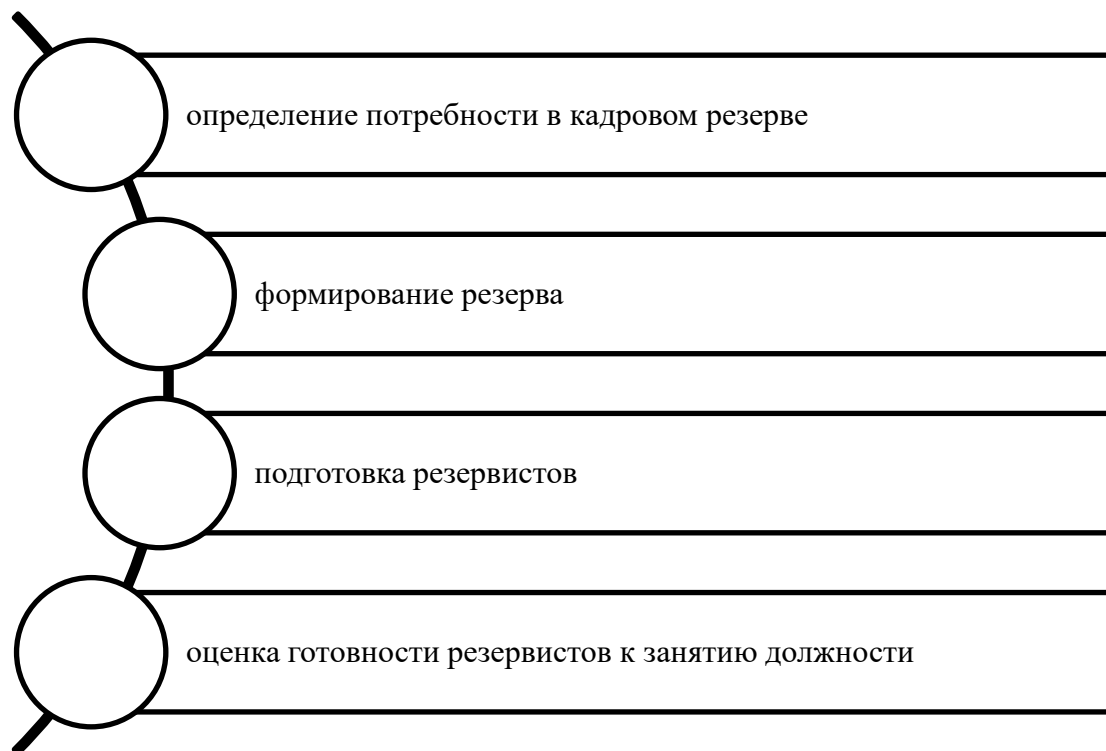 определение потребности в кадровом резерве
формирование резерва
подготовка резервистов
оценка готовности резервистов к занятию должности